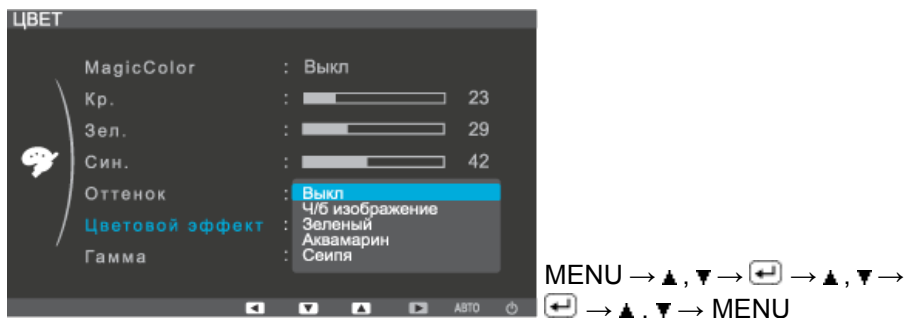 ЦВЕТ
MagicColor : Выкл
Кр. : 23
Зел. : 29
Син. : 42
Оттенок :
Цветовой эффект :
Гамма :
Выкл
Ч/б изображение
Зеленый
Аквамарин
Сеипя
АВТО
MENU → ▲ , ▼ → ⏎ → ▲ , ▼ →
⏎ → ▲ , ▼ → MENU